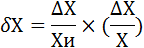 δX = ΔX/Xи × (ΔX/X)